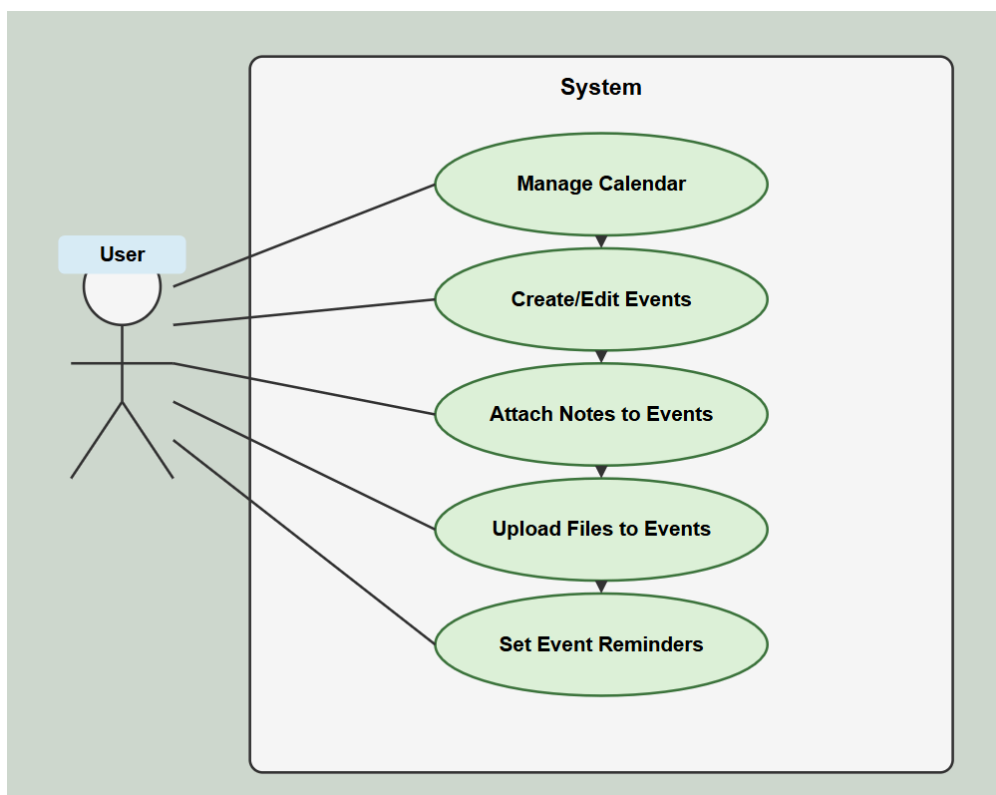 System
Manage Calendar
User
Create/Edit Events
Attach Notes to Events
Upload Files to Events
Set Event Reminders